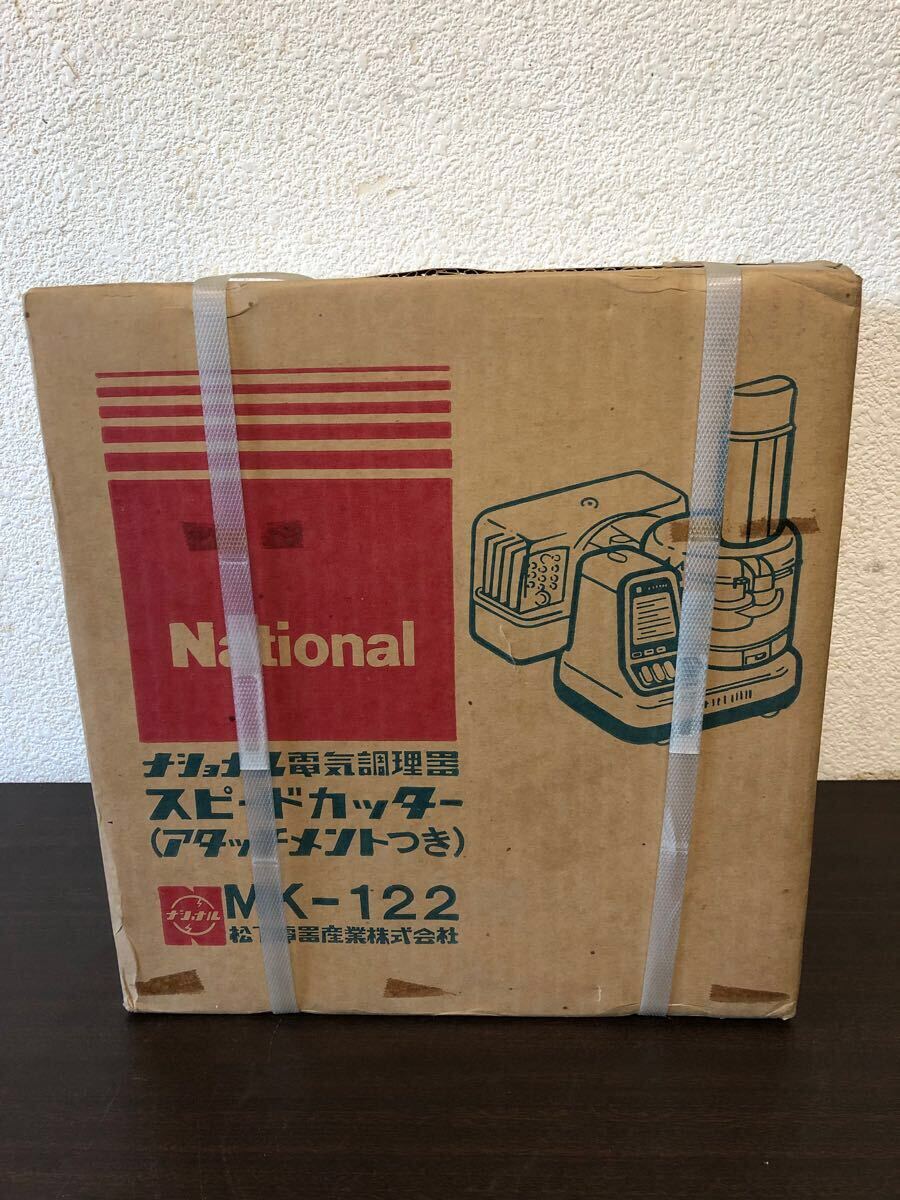 National
ナショナル電気調理器
スピードカッター
(アタッチメントつき)
ナショナル
MK-122
松下電器産業株式会社